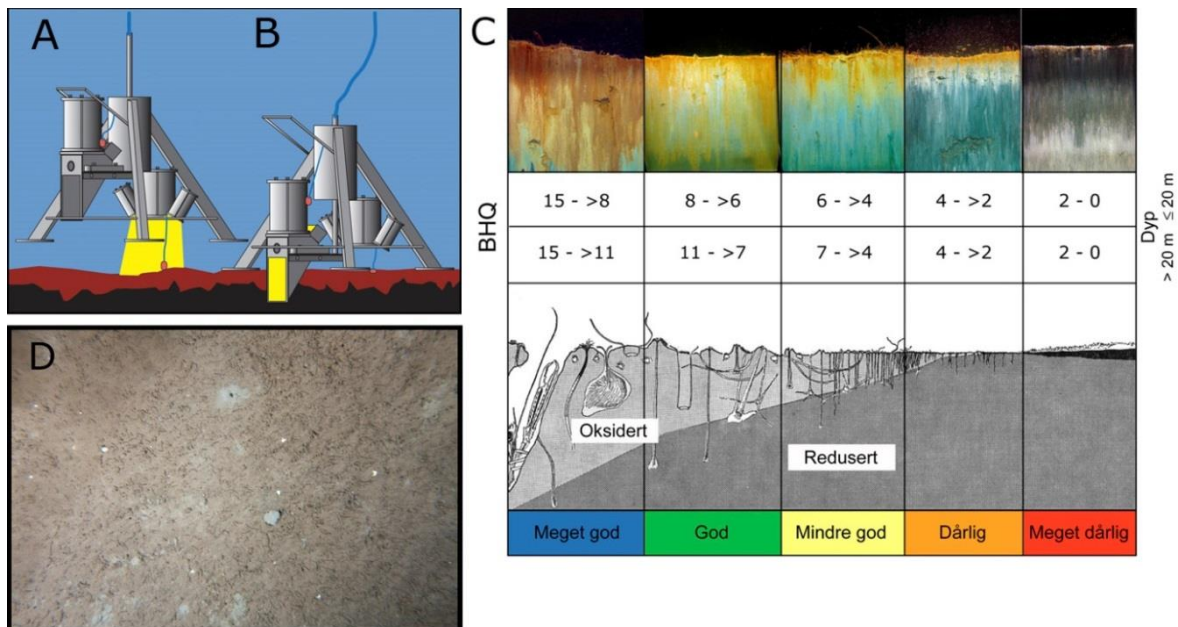 A
B
C
BHQ
15 - >8
8 - >6
6 - >4
4 - >2
2 - 0
15 - >11
11 - >7
7 - >4
4 - >2
2 - 0
Dyp
> 20 m ≤ 20 m
Oksidert
Redusert
Meget god
God
Mindre god
Dårlig
Meget dårlig
D